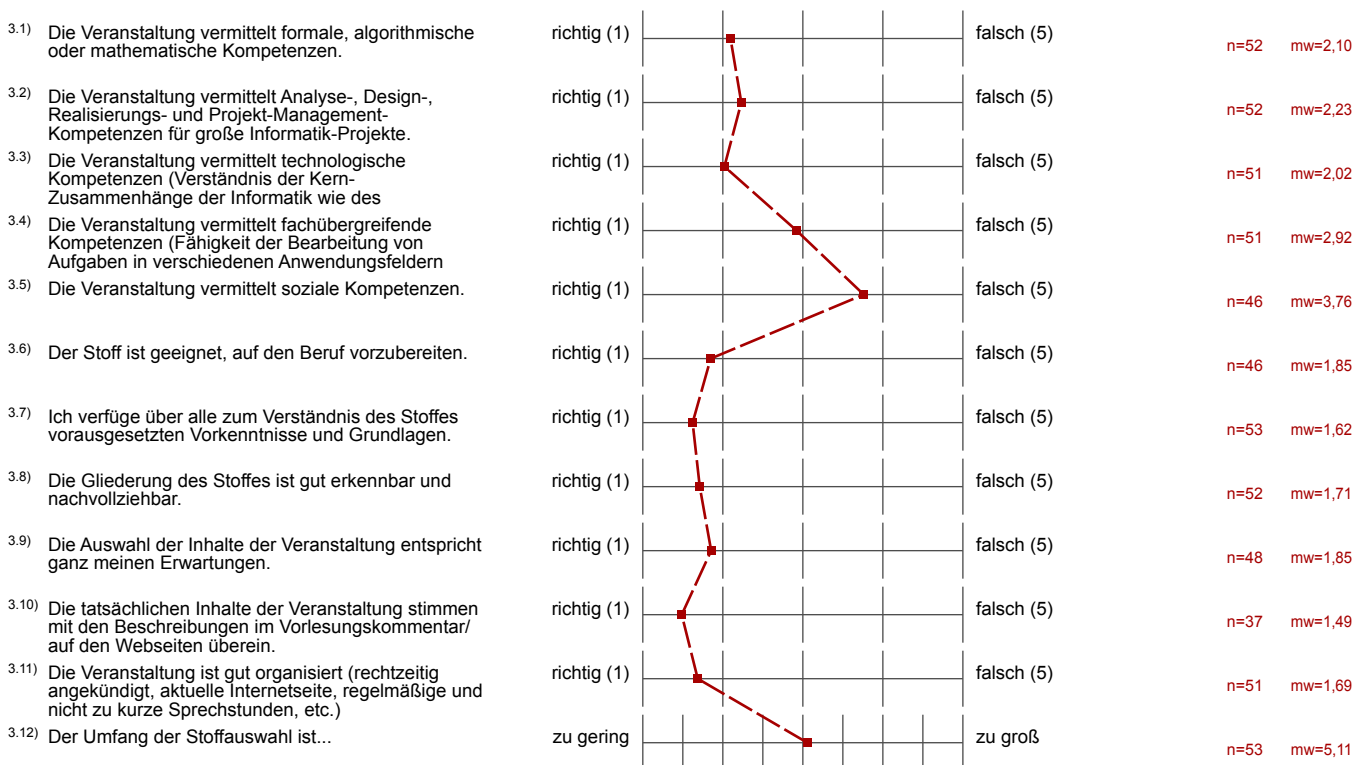 3.1) Die Veranstaltung vermittelt formale, algorithmische
oder mathematische Kompetenzen.
richtig (1) falsch (5) n=52 mw=2,10
3.2) Die Veranstaltung vermittelt Analyse-, Design-,
Realisierungs- und Projekt-Management-
Kompetenzen für große Informatik-Projekte.
richtig (1) falsch (5) n=52 mw=2,23
3.3) Die Veranstaltung vermittelt technologische
Kompetenzen (Verständnis der Kern-
Zusammenhänge der Informatik wie des
richtig (1) falsch (5) n=51 mw=2,02
3.4) Die Veranstaltung vermittelt fachübergreifende
Kompetenzen (Fähigkeit der Bearbeitung von
Aufgaben in verschiedenen Anwendungsfeldern
richtig (1) falsch (5) n=51 mw=2,92
3.5) Die Veranstaltung vermittelt soziale Kompetenzen.
richtig (1) falsch (5) n=46 mw=3,76
3.6) Der Stoff ist geeignet, auf den Beruf vorzubereiten.
richtig (1) falsch (5) n=46 mw=1,85
3.7) Ich verfüge über alle zum Verständnis des Stoffes
vorausgesetzten Vorkenntnisse und Grundlagen.
richtig (1) falsch (5) n=53 mw=1,62
3.8) Die Gliederung des Stoffes ist gut erkennbar und
nachvollziehbar.
richtig (1) falsch (5) n=52 mw=1,71
3.9) Die Auswahl der Inhalte der Veranstaltung entspricht
ganz meinen Erwartungen.
richtig (1) falsch (5) n=48 mw=1,85
3.10) Die tatsächlichen Inhalte der Veranstaltung stimmen
mit den Beschreibungen im Vorlesungskommentar/
auf den Webseiten überein.
richtig (1) falsch (5) n=37 mw=1,49
3.11) Die Veranstaltung ist gut organisiert (rechtzeitig
angekündigt, aktuelle Internetseite, regelmäßige und
nicht zu kurze Sprechstunden, etc.)
richtig (1) falsch (5) n=51 mw=1,69
3.12) Der Umfang der Stoffauswahl ist...
zu gering zu groß n=53 mw=5,11